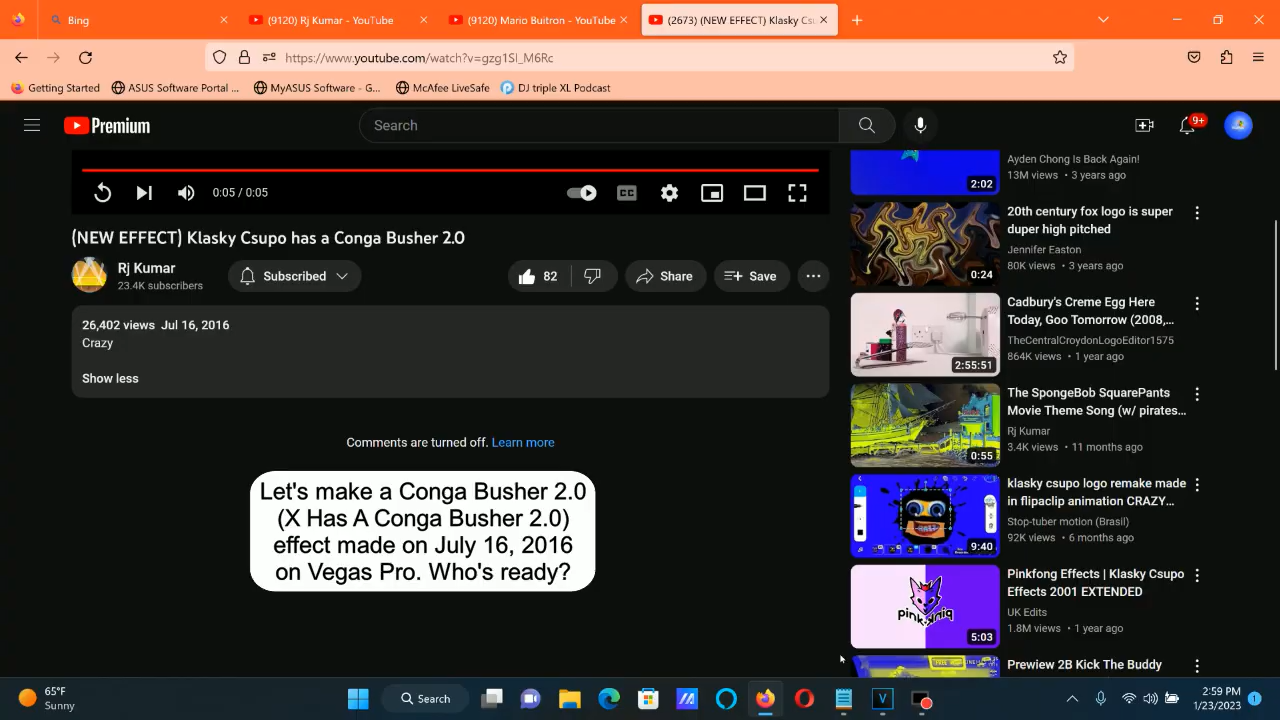 Bing
(9120) Rj Kumar - YouTube
(9120) Mario Buitron - YouTube
(2673) (NEW EFFECT) Klasky Csu
https://www.youtube.com/watch?v=gzg1Sl_M6Rc
Getting Started
ASUS Software Portal ...
MyASUS Software - G...
McAfee LiveSafe
DJ triple XL Podcast
Premium
Search
9+
0:05 / 0:05
CC
(NEW EFFECT) Klasky Csupo has a Conga Busher 2.0
Rj Kumar
23.4K subscribers
Subscribed
82
Share
Save
26,402 views Jul 16, 2016
Crazy
Show less
Comments are turned off. Learn more
Let's make a Conga Busher 2.0
(X Has A Conga Busher 2.0)
effect made on July 16, 2016
on Vegas Pro. Who's ready?
2:02
Ayden Chong Is Back Again!
13M views • 3 years ago
0:24
20th century fox logo is super
duper high pitched
Jennifer Easton
80K views • 3 years ago
2:55:51
Cadbury's Creme Egg Here
Today, Goo Tomorrow (2008,...
TheCentralCroydonLogoEditor1575
864K views • 1 year ago
0:55
The SpongeBob SquarePants
Movie Theme Song (w/ pirates...
Rj Kumar
3.4K views • 11 months ago
9:40
klasky csupo logo remake made
in flipaclip animation CRAZY...
Stop-tuber motion (Brasil)
92K views • 6 months ago
5:03
Pinkfong Effects | Klasky Csupo
Effects 2001 EXTENDED
UK Edits
1.8M views • 1 year ago
Prewiew 2B Kick The Buddy
65°F
Sunny
Search
V
2:59 PM
1/23/2023
1